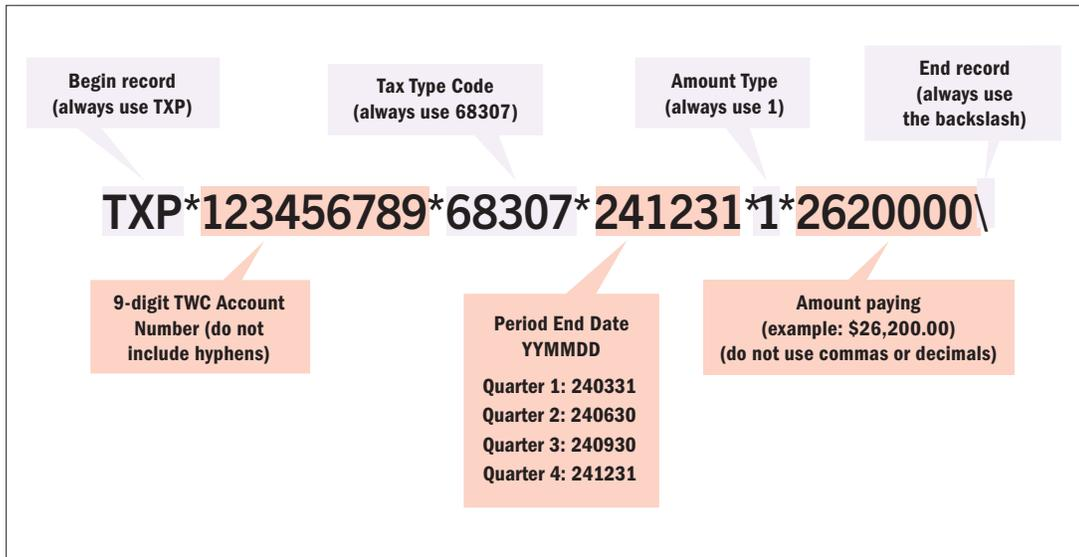 Begin record
(always use TXP)
Tax Type Code
(always use 68307)
Amount Type
(always use 1)
End record
(always use
the backslash)
TXP*123456789*68307*241231*1*2620000\
9-digit TWC Account
Number (do not
include hyphens)
Period End Date
YYMMDD
Quarter 1: 240331
Quarter 2: 240630
Quarter 3: 240930
Quarter 4: 241231
Amount paying
(example: $26,200.00)
(do not use commas or decimals)